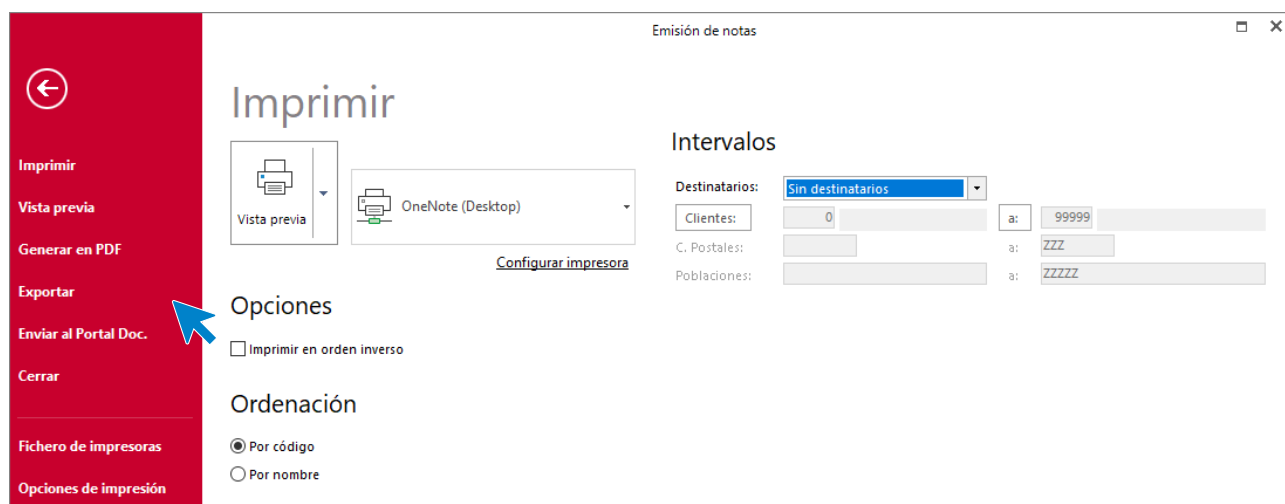 Emisión de notas
Imprimir
Vista previa
Generar en PDF
Exportar
Enviar al Portal Doc.
Cerrar
Fichero de impresoras
Opciones de impresión
Imprimir
Vista previa
OneNote (Desktop)
Configurar impresora
Opciones
Imprimir en orden inverso
Ordenación
Por código
Por nombre
Intervalos
Destinatarios: Sin destinatarios
Clientes: 0 a: 99999
C. Postales: a: ZZZ
Poblaciones: a: ZZZZZ